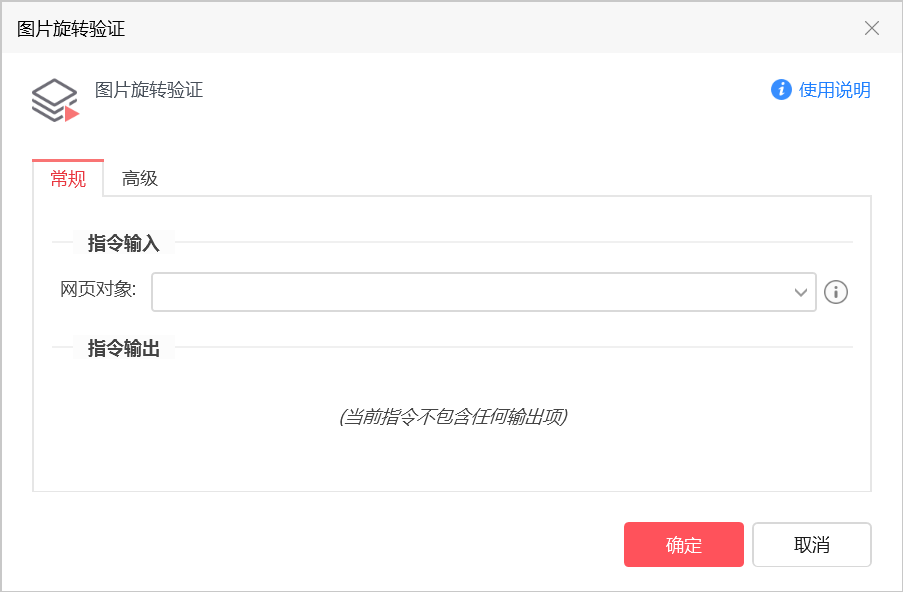 图片旋转验证
图片旋转验证
使用说明
常规 高级
指令输入
网页对象:
指令输出
(当前指令不包含任何输出项)
确定 取消